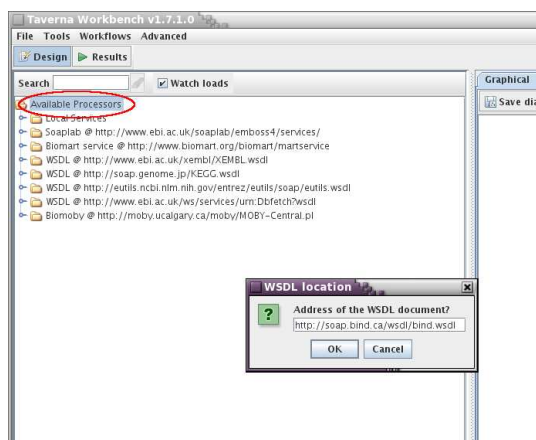 Taverna Workbench v1.7.1.0
File Tools Workflows Advanced
Design Results
Search Watch loads
Graphical
Save dia
Available Processors
Local Services
Soaplab @ http://www.ebi.ac.uk/soaplab/emboss4/services/
Biomart service @ http://www.biomart.org/biomart/martservice
WSDL @ http://www.ebi.ac.uk/xembl/XEMBL.wsdl
WSDL @ http://soap.genome.jp/KEGG.wsdl
WSDL @ http://eutils.ncbi.nlm.nih.gov/entrez/eutils/soap/eutils.wsdl
WSDL @ http://www.ebi.ac.uk/ws/services/urn:Dbfetch?wsdl
Biomoby @ http://moby.ucalgary.ca/moby/MOBY-Central.pl
WSDL location
Address of the WSDL document?
http://soap.bind.ca/wsdl/bind.wsdl
OK Cancel